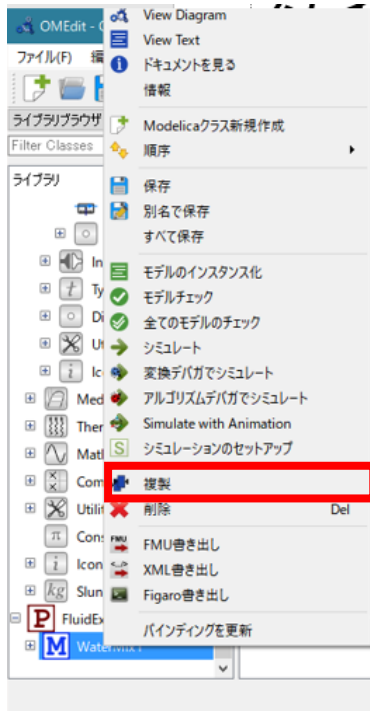 OMEdit - 
View Diagram
View Text
ファイル(F)
ドキュメントを見る
情報
ライブラリブラウザ
Modelicaクラス新規作成
Filter Classes
順序
ライブラリ
保存
別名で保存
すべて保存
In
モデルのインスタンス化
Ty
モデルチェック
Di
全てのモデルのチェック
Ut
シミュレート
Ic
変換デバガでシミュレート
Med
アルゴリズムデバガでシミュレート
Ther
Simulate with Animation
Mat
S シミュレーションのセットアップ
Com
複製
Utilit
削除 Del
π Con
FMU FMU書き出し
i Icon
XML書き出し
kg Slun
Figaro書き出し
P FluidEx
バインディングを更新
M WaterMix1